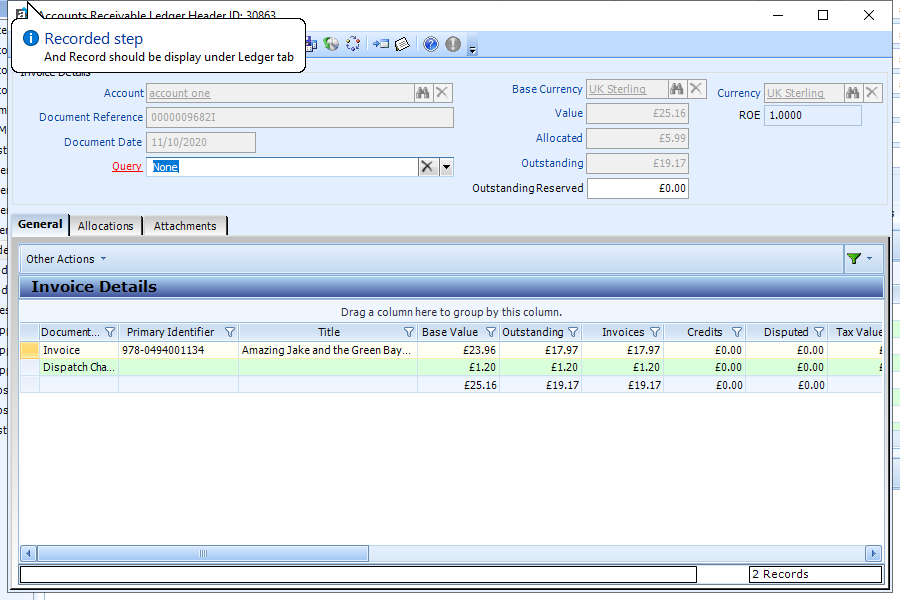 Accounts Receivable Ledger Header ID: 30863
Recorded step
And Record should be display under Ledger tab
Invoice Details
Account account one
Document Reference 0000009682I
Document Date 11/10/2020
Query None
Base Currency UK Sterling
Value £25.16
Allocated £5.99
Outstanding £19.17
Outstanding Reserved £0.00
Currency UK Sterling
ROE 1.0000
General Allocations Attachments
Other Actions
Invoice Details
Drag a column here to group by this column.
Document... Primary Identifier Title Base Value Outstanding Invoices Credits Disputed Tax Value
Invoice 978-0494001134 Amazing Jake and the Green Bay... £23.96 £17.97 £17.97 £0.00 £0.00
Dispatch Cha... £1.20 £1.20 £1.20 £0.00 £0.00
£25.16 £19.17 £19.17 £0.00 £0.00
2 Records